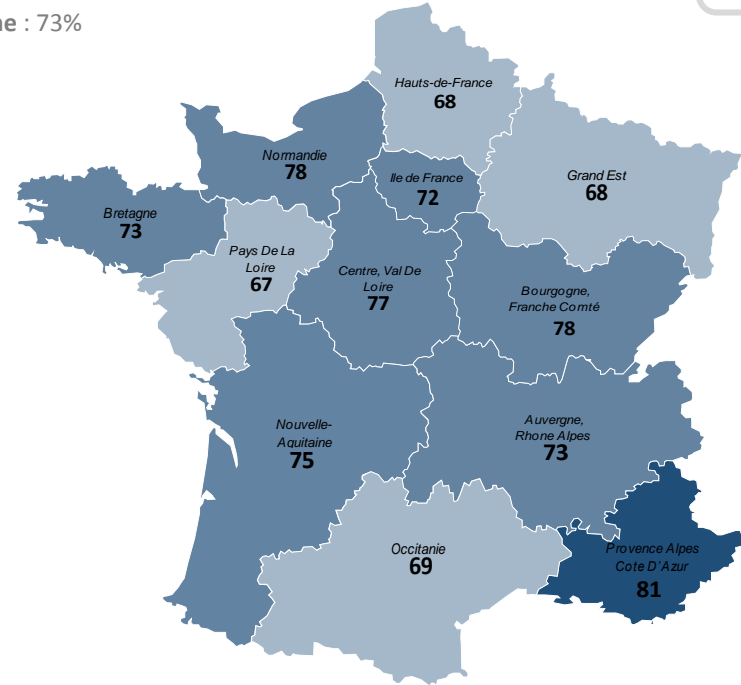 ne : 73%
Hauts-de-France
68
Normandie
78
Ile de France
72
Grand Est
68
Bretagne
73
Pays De La
Loire
67
Centre, Val De
Loire
77
Bourgogne,
Franche Comté
78
Nouvelle-
Aquitaine
75
Auvergne,
Rhone Alpes
73
Occitanie
69
Provence Alpes
Cote D'Azur
81